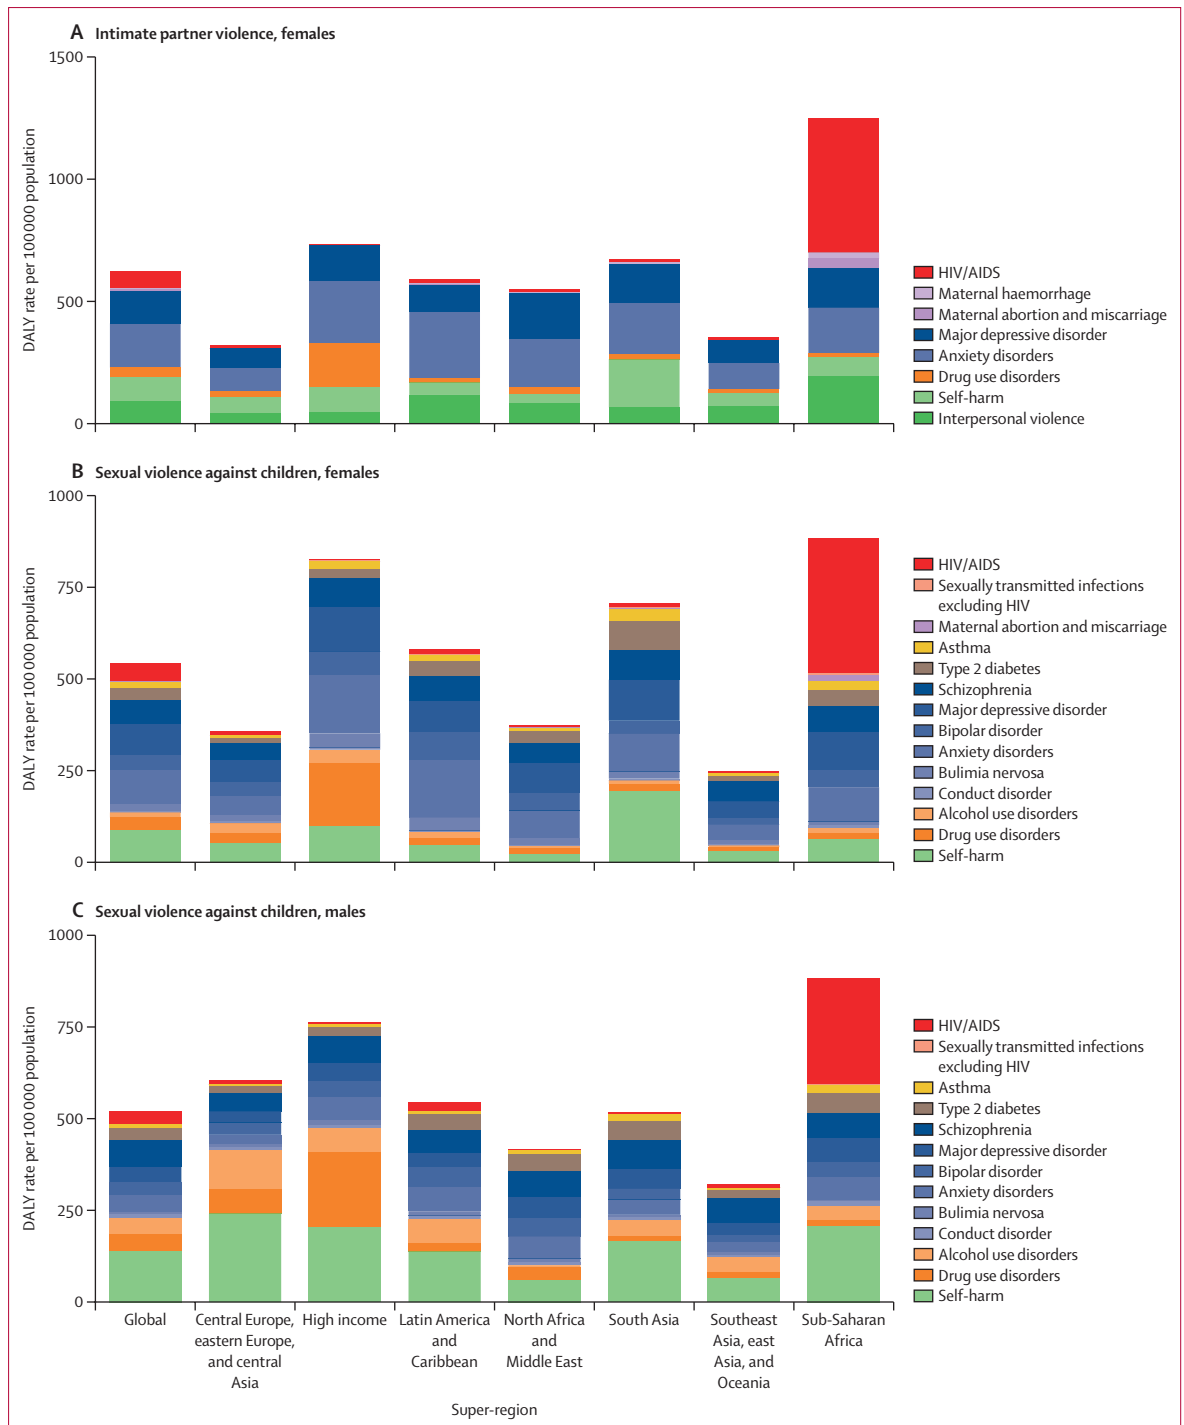 A Intimate partner violence, females
1500
1000
500
0
DALY rate per 100 000 population
HIV/AIDS
Maternal haemorrhage
Maternal abortion and miscarriage
Major depressive disorder
Anxiety disorders
Drug use disorders
Self-harm
Interpersonal violence
B Sexual violence against children, females
1000
750
500
250
0
DALY rate per 100 000 population
HIV/AIDS
Sexually transmitted infections
excluding HIV
Maternal abortion and miscarriage
Asthma
Type 2 diabetes
Schizophrenia
Major depressive disorder
Bipolar disorder
Anxiety disorders
Bulimia nervosa
Conduct disorder
Alcohol use disorders
Drug use disorders
Self-harm
C Sexual violence against children, males
1000
750
500
250
0
DALY rate per 100 000 population
HIV/AIDS
Sexually transmitted infections
excluding HIV
Asthma
Type 2 diabetes
Schizophrenia
Major depressive disorder
Bipolar disorder
Anxiety disorders
Bulimia nervosa
Conduct disorder
Alcohol use disorders
Drug use disorders
Self-harm
Global
Central Europe,
eastern Europe,
and central
Asia
High income
Latin America
and
Caribbean
North Africa
and
Middle East
South Asia
Southeast
Asia, east
Asia, and
Oceania
Sub-Saharan
Africa
Super-region